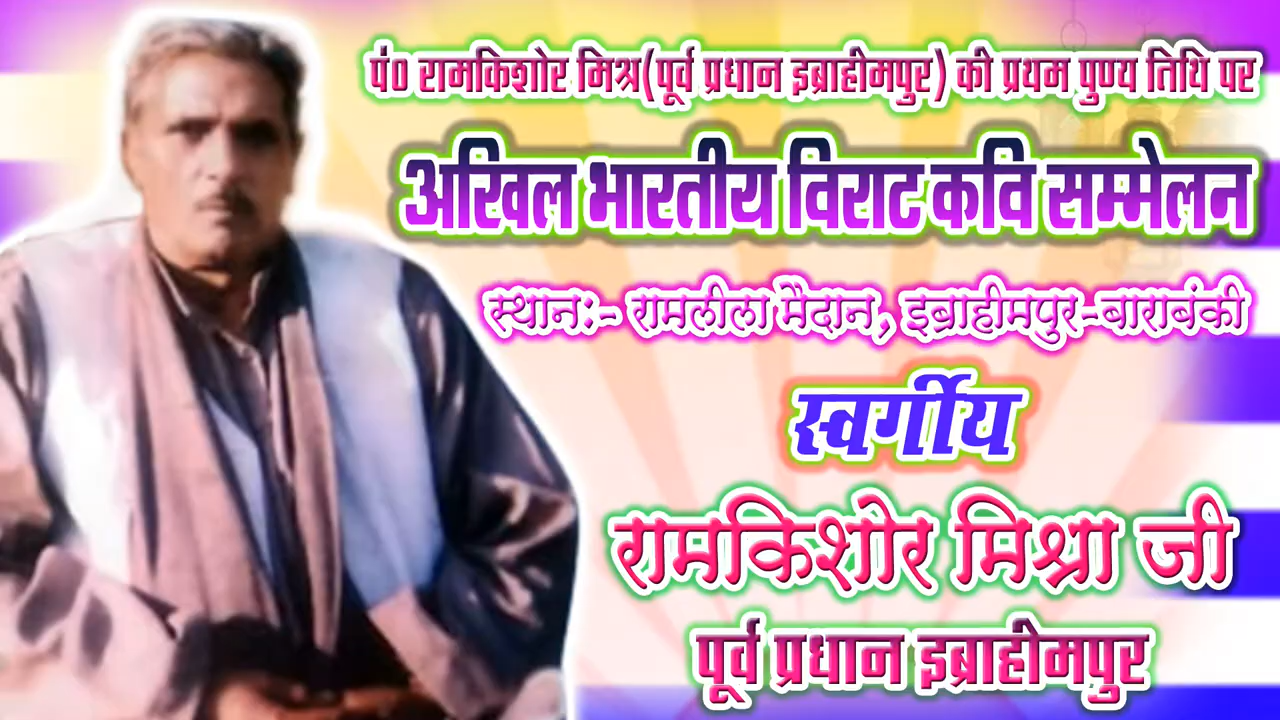 पं० रामकिशोर मिश्र(पूर्व प्रधान इब्राहीमपुर) की प्रथम पुण्य तिथि पर
अखिल भारतीय विराट कवि सम्मेलन
स्थानः- रामलीला मैदान, इब्राहीमपुर-बाराबंकी
स्वर्गीय
रामकिशोर मिश्रा जी
पूर्व प्रधान इब्राहीमपुर